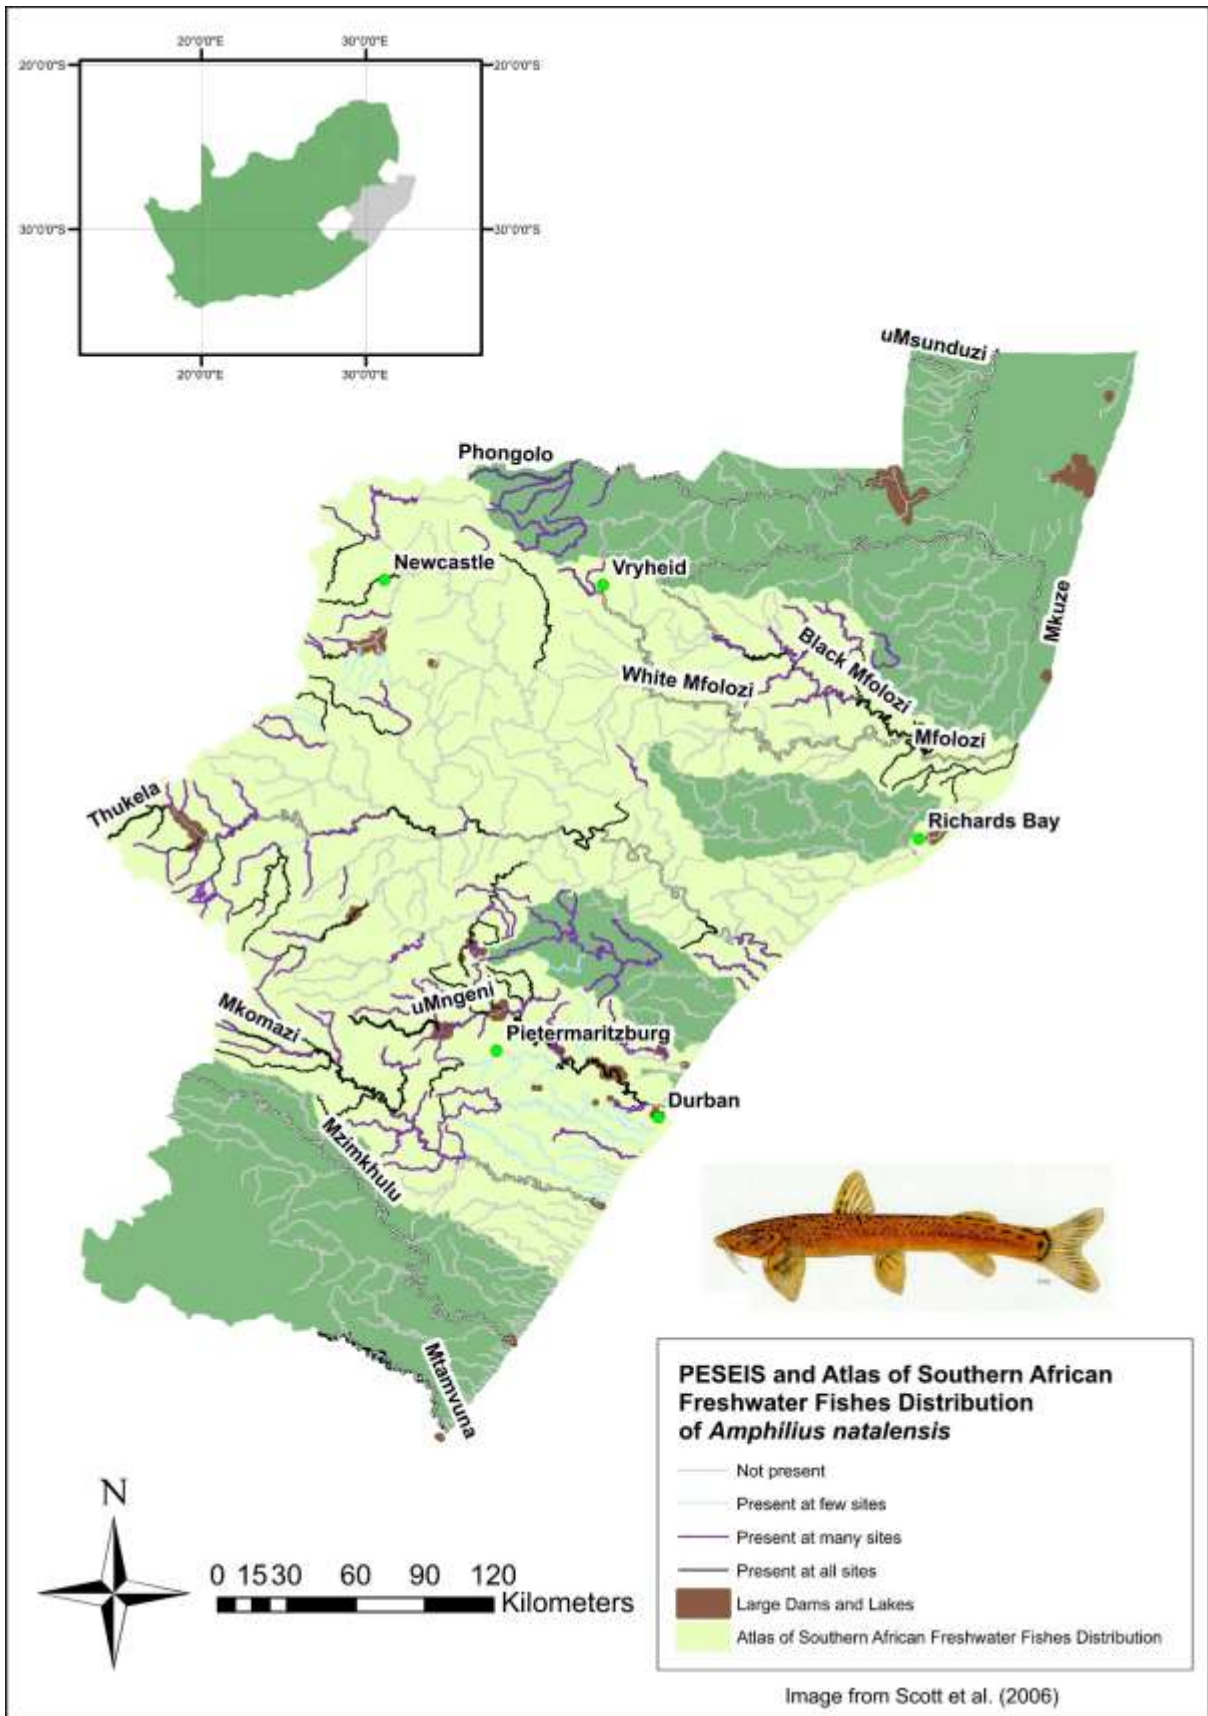 20°0'0"E 30°0'0"E
20°0'0"S 20°0'0"S
30°0'0"S 30°0'0"S
20°0'0"E 30°0'0"E
uMsunduzi
Phongolo
Newcastle
Vryheid
Mkuze
Black Mfolozi
White Mfolozi
Mfolozi
Thukela
Richards Bay
uMngeni
Mkomazi
Pietermaritzburg
Durban
Mzimkhulu
Mtamvuna
PESEIS and Atlas of Southern African
Freshwater Fishes Distribution
of Amphilius natalensis
Not present
Present at few sites
Present at many sites
Present at all sites
Large Dams and Lakes
Atlas of Southern African Freshwater Fishes Distribution
N
0 15 30 60 90 120
Kilometers
Image from Scott et al. (2006)